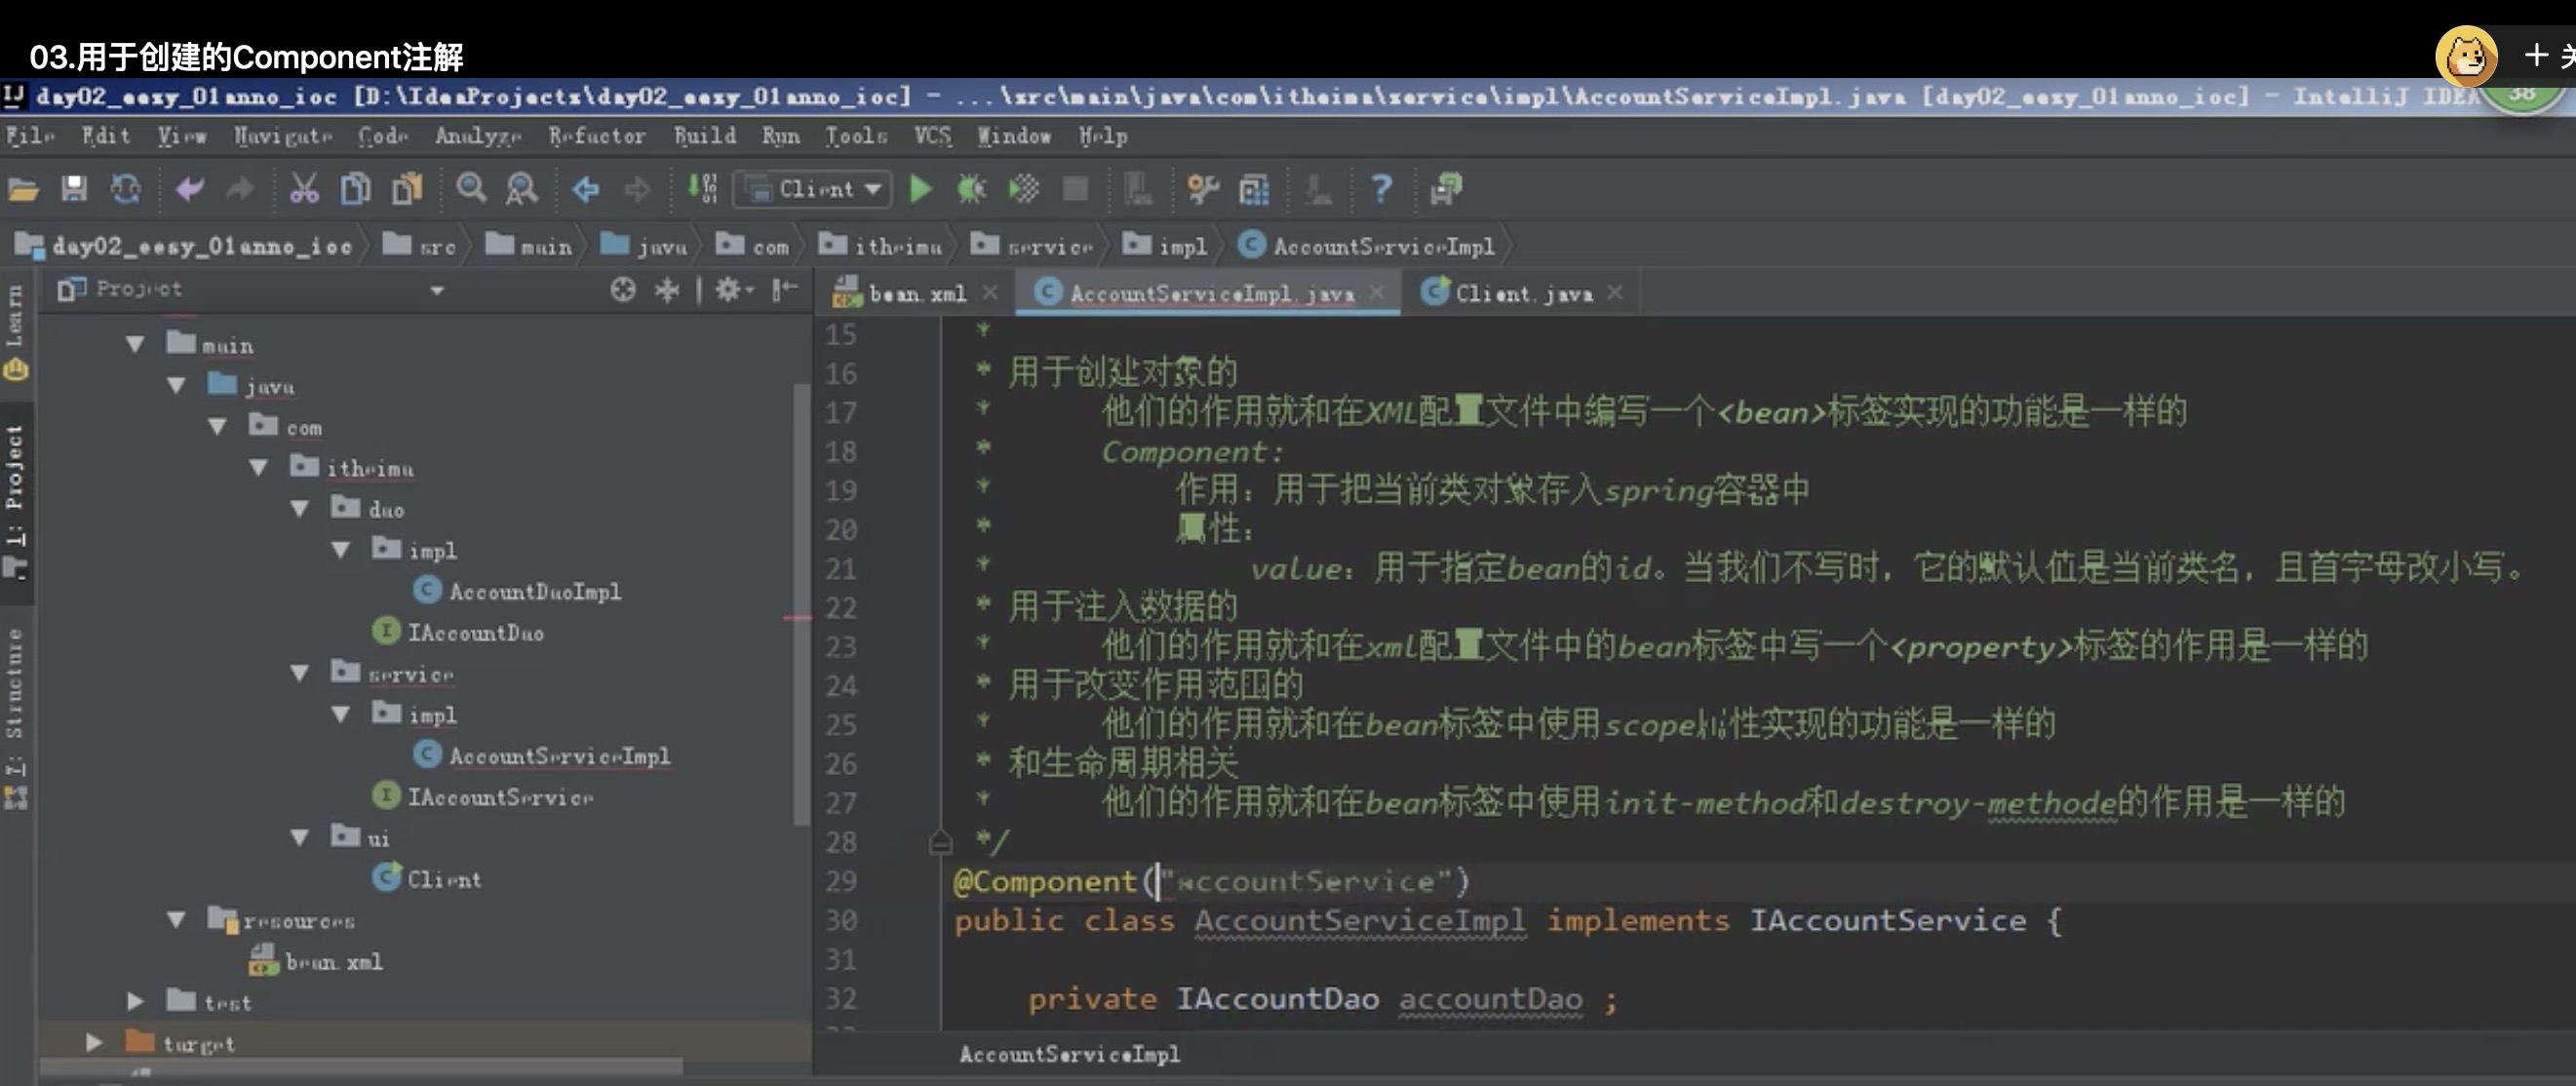 03.用于创建的Component注解
+ 关
day02_eesy_01anno_ioc [D:\IdeaProjects\day02_eesy_01anno_ioc] - ...\src\main\java\com\itheima\service\impl\AccountServiceImpl.java [day02_eesy_01anno_ioc] - IntelliJ IDEA
38
File Edit View Navigate Code Analyze Refactor Build Run Tools VCS Window Help
Client
day02_eesy_01anno_ioc src main java com itheima service impl AccountServiceImpl
Learn
1: Project
7: Structure
Project
main
java
com
itheima
dao
impl
AccountDaoImpl
IAccountDao
service
impl
AccountServiceImpl
IAccountService
ui
Client
resources
bean.xml
test
target
bean.xml AccountServiceImpl.java Client.java
15 *
16 * 用于创建对象的
17 * 他们的作用就和在XML配置文件中编写一个<bean>标签实现的功能是一样的
18 * Component:
19 * 作用：用于把当前类对象存入spring容器中
20 * 属性：
21 * value：用于指定bean的id。当我们不写时，它的默认值是当前类名，且首字母改小写。
22 * 用于注入数据的
23 * 他们的作用就和在xml配置文件中的bean标签中写一个<property>标签的作用是一样的
24 * 用于改变作用范围的
25 * 他们的作用就和在bean标签中使用scope属性实现的功能是一样的
26 * 和生命周期相关
27 * 他们的作用就和在bean标签中使用init-method和destroy-methode的作用是一样的
28 */
29 @Component("accountService")
30 public class AccountServiceImpl implements IAccountService {
31
32 private IAccountDao accountDao ;
AccountServiceImpl